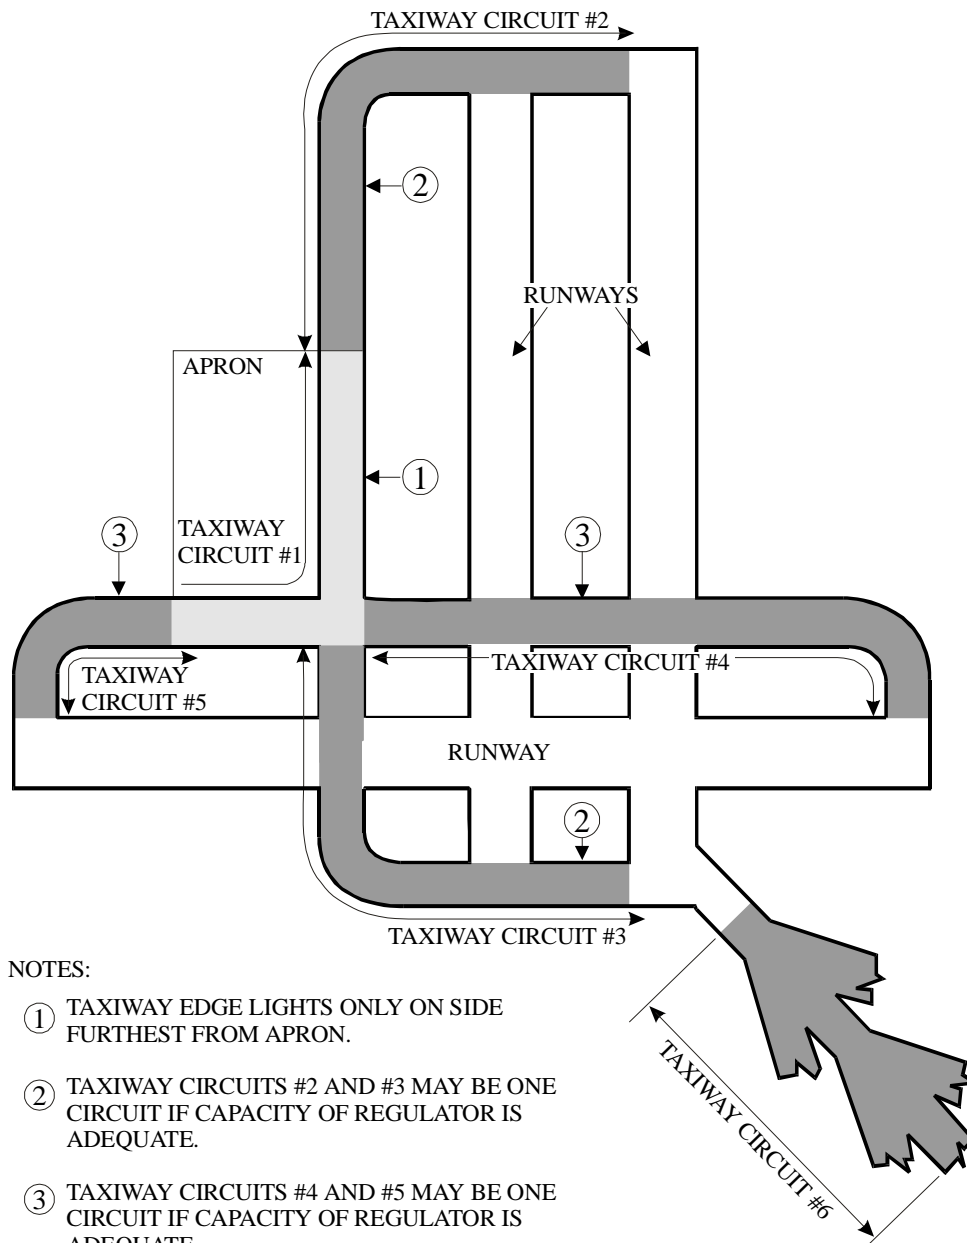 TAXIWAY CIRCUIT #2
2
RUNWAYS
APRON
1
3
TAXIWAY
CIRCUIT #1
3
TAXIWAY
CIRCUIT #5
TAXIWAY CIRCUIT #4
RUNWAY
2
TAXIWAY CIRCUIT #3
TAXIWAY CIRCUIT #6
NOTES:
1 TAXIWAY EDGE LIGHTS ONLY ON SIDE
FURTHEST FROM APRON.
2 TAXIWAY CIRCUITS #2 AND #3 MAY BE ONE
CIRCUIT IF CAPACITY OF REGULATOR IS
ADEQUATE.
3 TAXIWAY CIRCUITS #4 AND #5 MAY BE ONE
CIRCUIT IF CAPACITY OF REGULATOR IS
ADEQUATE